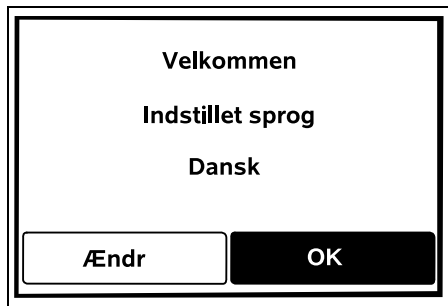 Velkommen
Indstillet sprog
Dansk
Ændr
OK